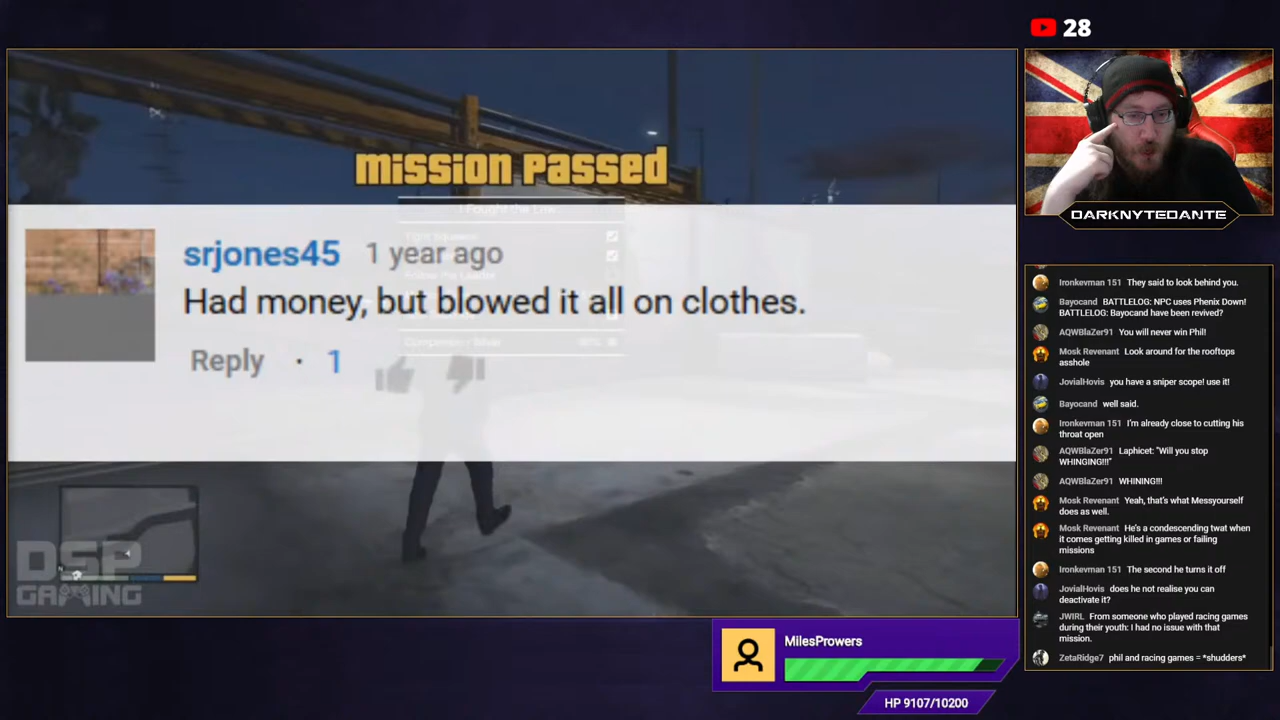 28
mission passed
I Fought the Law...
srjones45 1 year ago
Had money, but blowed it all on clothes.
Reply · 1
DSP
GAMING
N
DARKNYTEDANTE
Ironkevman 151 They said to look behind you.
Bayocand BATTLELOG: NPC uses Phenix Down!
BATTLELOG: Bayocand have been revived?
AQWBlaZer91 You will never win Phil!
Mosk Revenant Look around for the rooftops
asshole
JovialHovis you have a sniper scope! use it!
Bayocand well said.
Ironkevman 151 I'm already close to cutting his
throat open
AQWBlaZer91 Laphicet: "Will you stop
WHINGING!!!"
AQWBlaZer91 WHINING!!!
Mosk Revenant Yeah, that's what Messyourself
does as well.
Mosk Revenant He's a condescending twat when
it comes getting killed in games or failing
missions
Ironkevman 151 The second he turns it off
JovialHovis does he not realise you can
deactivate it?
JWIRL From someone who played racing games
during their youth: I had no issue with that
mission.
ZetaRidge7 phil and racing games = *shudders*
MilesProwers
HP 9107/10200